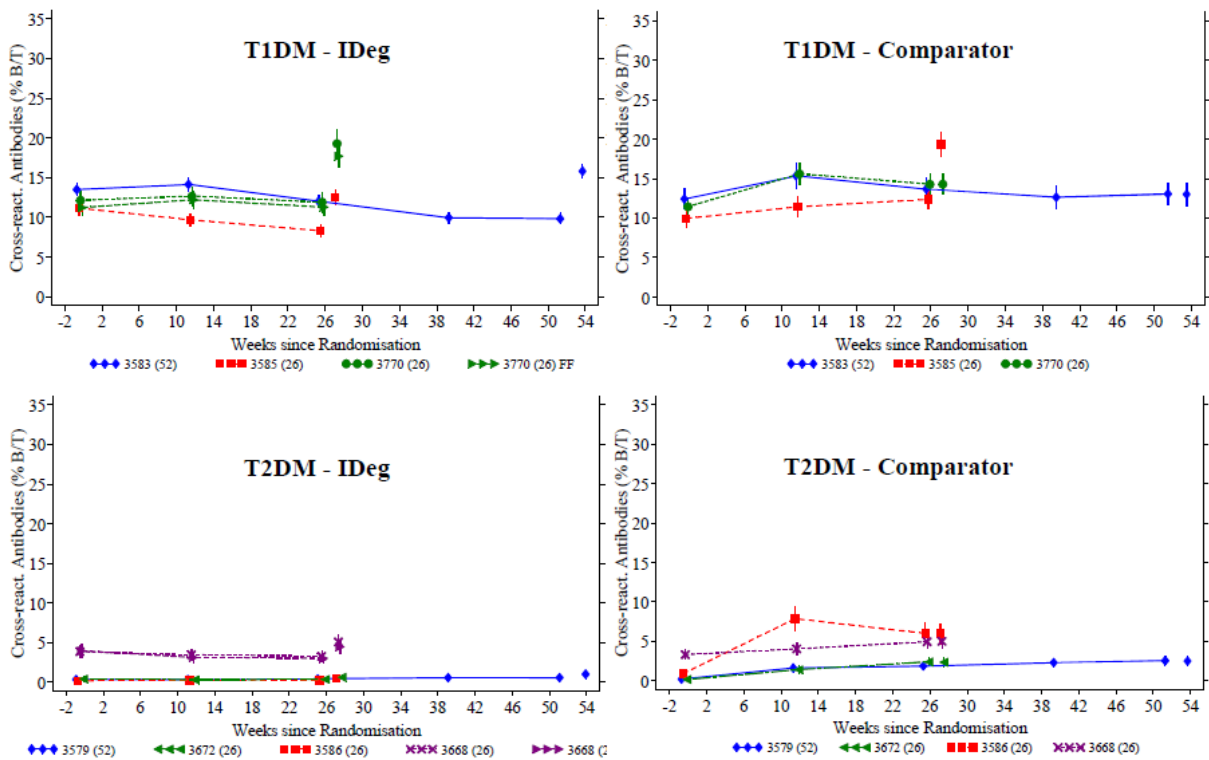 T1DM - IDeg
Cross-react. Antibodies (% B/T)
35
30
25
20
15
10
5
0
-2 2 6 10 14 18 22 26 30 34 38 42 46 50 54
Weeks since Randomisation
3583 (52) 3585 (26) 3770 (26) 3770 (26) FF
T1DM - Comparator
Cross-react. Antibodies (% B/T)
35
30
25
20
15
10
5
0
-2 2 6 10 14 18 22 26 30 34 38 42 46 50 54
Weeks since Randomisation
3583 (52) 3585 (26) 3770 (26)
T2DM - IDeg
Cross-react. Antibodies (% B/T)
35
30
25
20
15
10
5
0
-2 2 6 10 14 18 22 26 30 34 38 42 46 50 54
Weeks since Randomisation
3579 (52) 3672 (26) 3586 (26) 3668 (26) 3668 (2
T2DM - Comparator
Cross-react. Antibodies (% B/T)
35
30
25
20
15
10
5
0
-2 2 6 10 14 18 22 26 30 34 38 42 46 50 54
Weeks since Randomisation
3579 (52) 3672 (26) 3586 (26) 3668 (26)